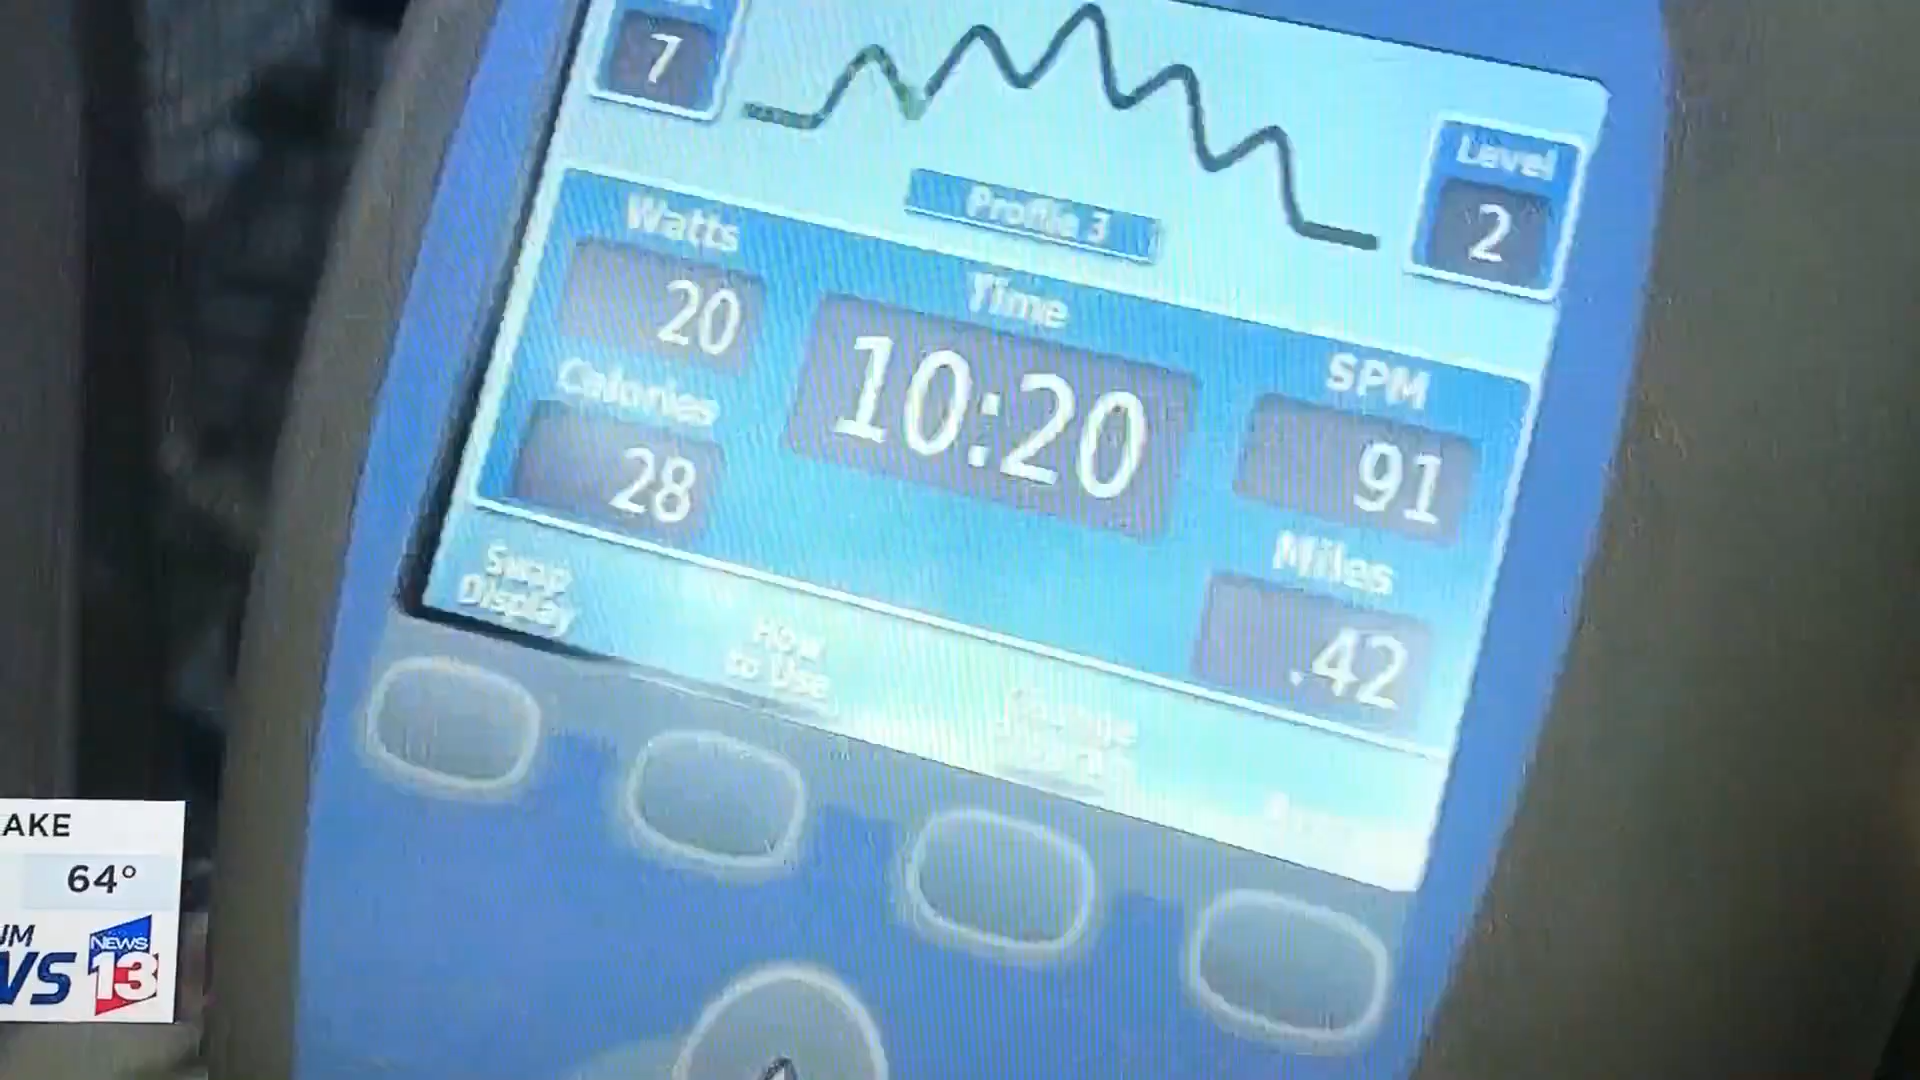 7
Level
2
Profile 3
Watts
20
Time
10:20
SPM
91
Calories
28
Miles
.42
Swap
Display
How
to Use
AKE
64°
NEWS
13